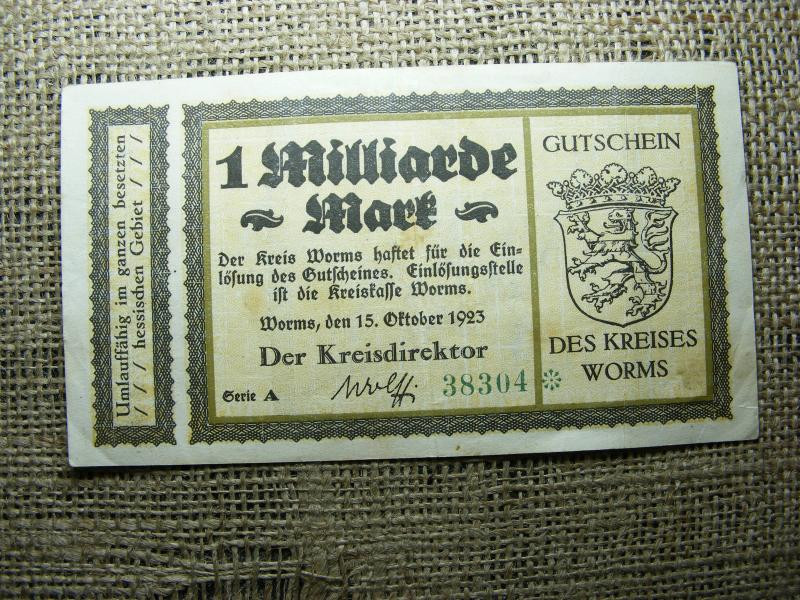 Umlauffähig im ganzen besetzten
/ / / hessischen Gebiet / / /
1 Milliarde
Mark
Der Kreis Worms haftet für die Ein-
lösung des Gutscheines. Einlösungsstelle
ist die Kreiskasse Worms.
Worms, den 15. Oktober 1923
Der Kreisdirektor
Serie A
Wolff
38304 *
GUTSCHEIN
DES KREISES
WORMS